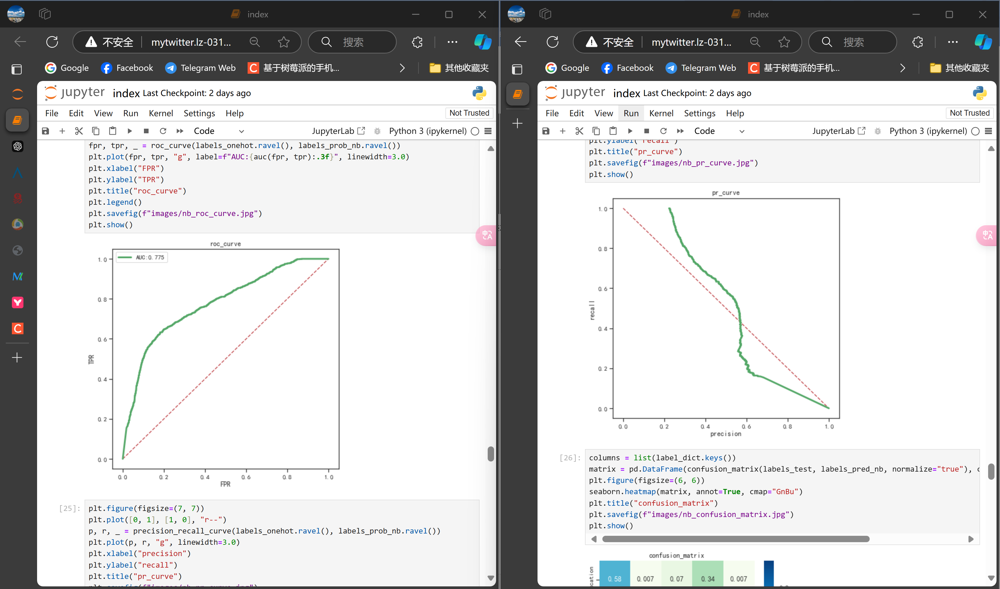 index
不安全
mytwitter.lz-031...
搜索
Google
Facebook
Telegram Web
基于树莓派的手机...
其他收藏夹
jupyter index Last Checkpoint: 2 days ago
File Edit View Run Kernel Settings Help
Not Trusted
Code
JupyterLab
Python 3 (ipykernel)
fpr, tpr, _ = roc_curve(labels_onehot.ravel(), labels_prob_nb.ravel())
plt.plot(fpr, tpr, "g", label=f"AUC:{auc(fpr, tpr):.3f}", linewidth=3.0)
plt.xlabel("FPR")
plt.ylabel("TPR")
plt.title("roc_curve")
plt.legend()
plt.savefig(f"images/nb_roc_curve.jpg")
plt.show()
roc_curve
AUC:0.775
1.0
0.8
0.6
0.4
0.2
0.0
TPR
0.0 0.2 0.4 0.6 0.8 1.0
FPR
[25]:
plt.figure(figsize=(7, 7))
plt.plot([0, 1], [1, 0], "r--")
p, r, _ = precision_recall_curve(labels_onehot.ravel(), labels_prob_nb.ravel())
plt.plot(p, r, "g", linewidth=3.0)
plt.xlabel("precision")
plt.ylabel("recall")
plt.title("pr_curve")
plt.savefig(f"images/nb_pr_curve.jpg")
index
不安全
mytwitter.lz-031...
搜索
Google
Facebook
Telegram Web
基于树莓派的手机...
其他收藏夹
jupyter index Last Checkpoint: 2 days ago
File Edit View Run Kernel Settings Help
Not Trusted
Code
JupyterLab
Python 3 (ipykernel)
plt.ylabel("recall")
plt.title("pr_curve")
plt.savefig(f"images/nb_pr_curve.jpg")
plt.show()
pr_curve
1.0
0.8
0.6
0.4
0.2
0.0
recall
0.0 0.2 0.4 0.6 0.8 1.0
precision
[26]:
columns = list(label_dict.keys())
matrix = pd.DataFrame(confusion_matrix(labels_test, labels_pred_nb, normalize="true"), c
plt.figure(figsize=(6, 6))
seaborn.heatmap(matrix, annot=True, cmap="GnBu")
plt.title("confusion_matrix")
plt.savefig(f"images/nb_confusion_matrix.jpg")
plt.show()
confusion_matrix
cation
0.58 0.007 0.07 0.34 0.007